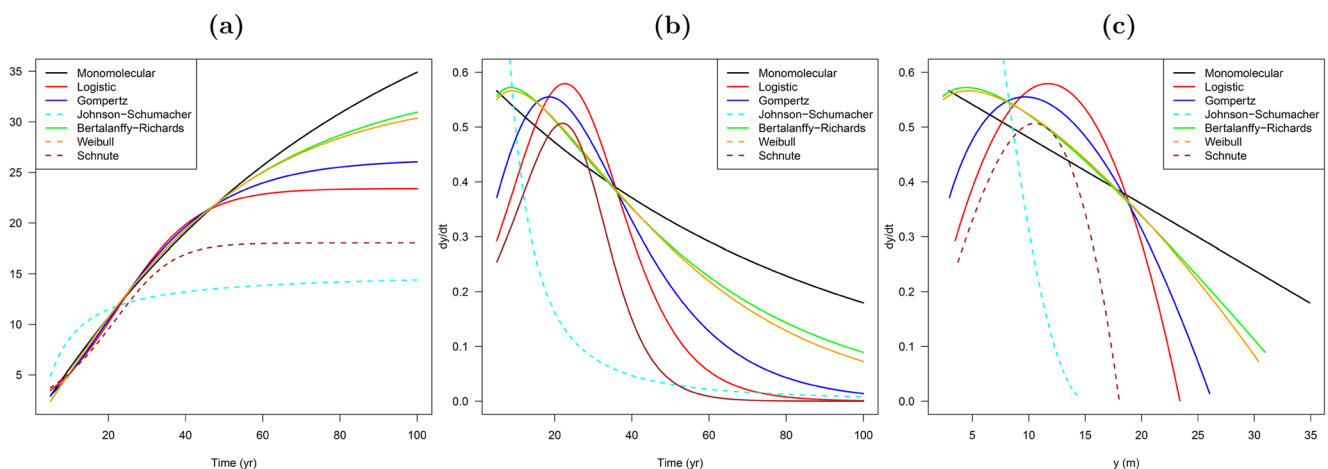 (a)
35
30
25
20
15
10
5
Monomolecular
Logistic
Gompertz
Johnson−Schumacher
Bertalanffy−Richards
Weibull
Schnute
20 40 60 80 100
Time (yr)
(b)
dy/dt
0.6
0.5
0.4
0.3
0.2
0.1
0.0
Monomolecular
Logistic
Gompertz
Johnson−Schumacher
Bertalanffy−Richards
Weibull
Schnute
20 40 60 80 100
Time (yr)
(c)
dy/dt
0.6
0.5
0.4
0.3
0.2
0.1
0.0
Monomolecular
Logistic
Gompertz
Johnson−Schumacher
Bertalanffy−Richards
Weibull
Schnute
5 10 15 20 25 30 35
y (m)